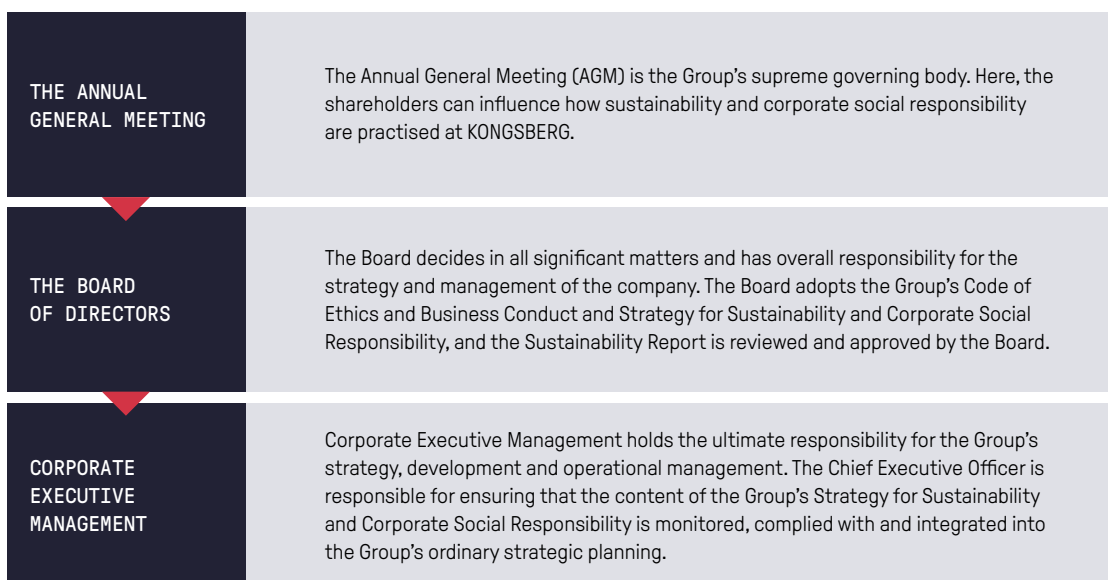 THE ANNUAL
GENERAL MEETING
The Annual General Meeting (AGM) is the Group's supreme governing body. Here, the
shareholders can influence how sustainability and corporate social responsibility
are practised at KONGSBERG.
THE BOARD
OF DIRECTORS
The Board decides in all significant matters and has overall responsibility for the
strategy and management of the company. The Board adopts the Group's Code of
Ethics and Business Conduct and Strategy for Sustainability and Corporate Social
Responsibility, and the Sustainability Report is reviewed and approved by the Board.
CORPORATE
EXECUTIVE
MANAGEMENT
Corporate Executive Management holds the ultimate responsibility for the Group's
strategy, development and operational management. The Chief Executive Officer is
responsible for ensuring that the content of the Group's Strategy for Sustainability
and Corporate Social Responsibility is monitored, complied with and integrated into
the Group's ordinary strategic planning.